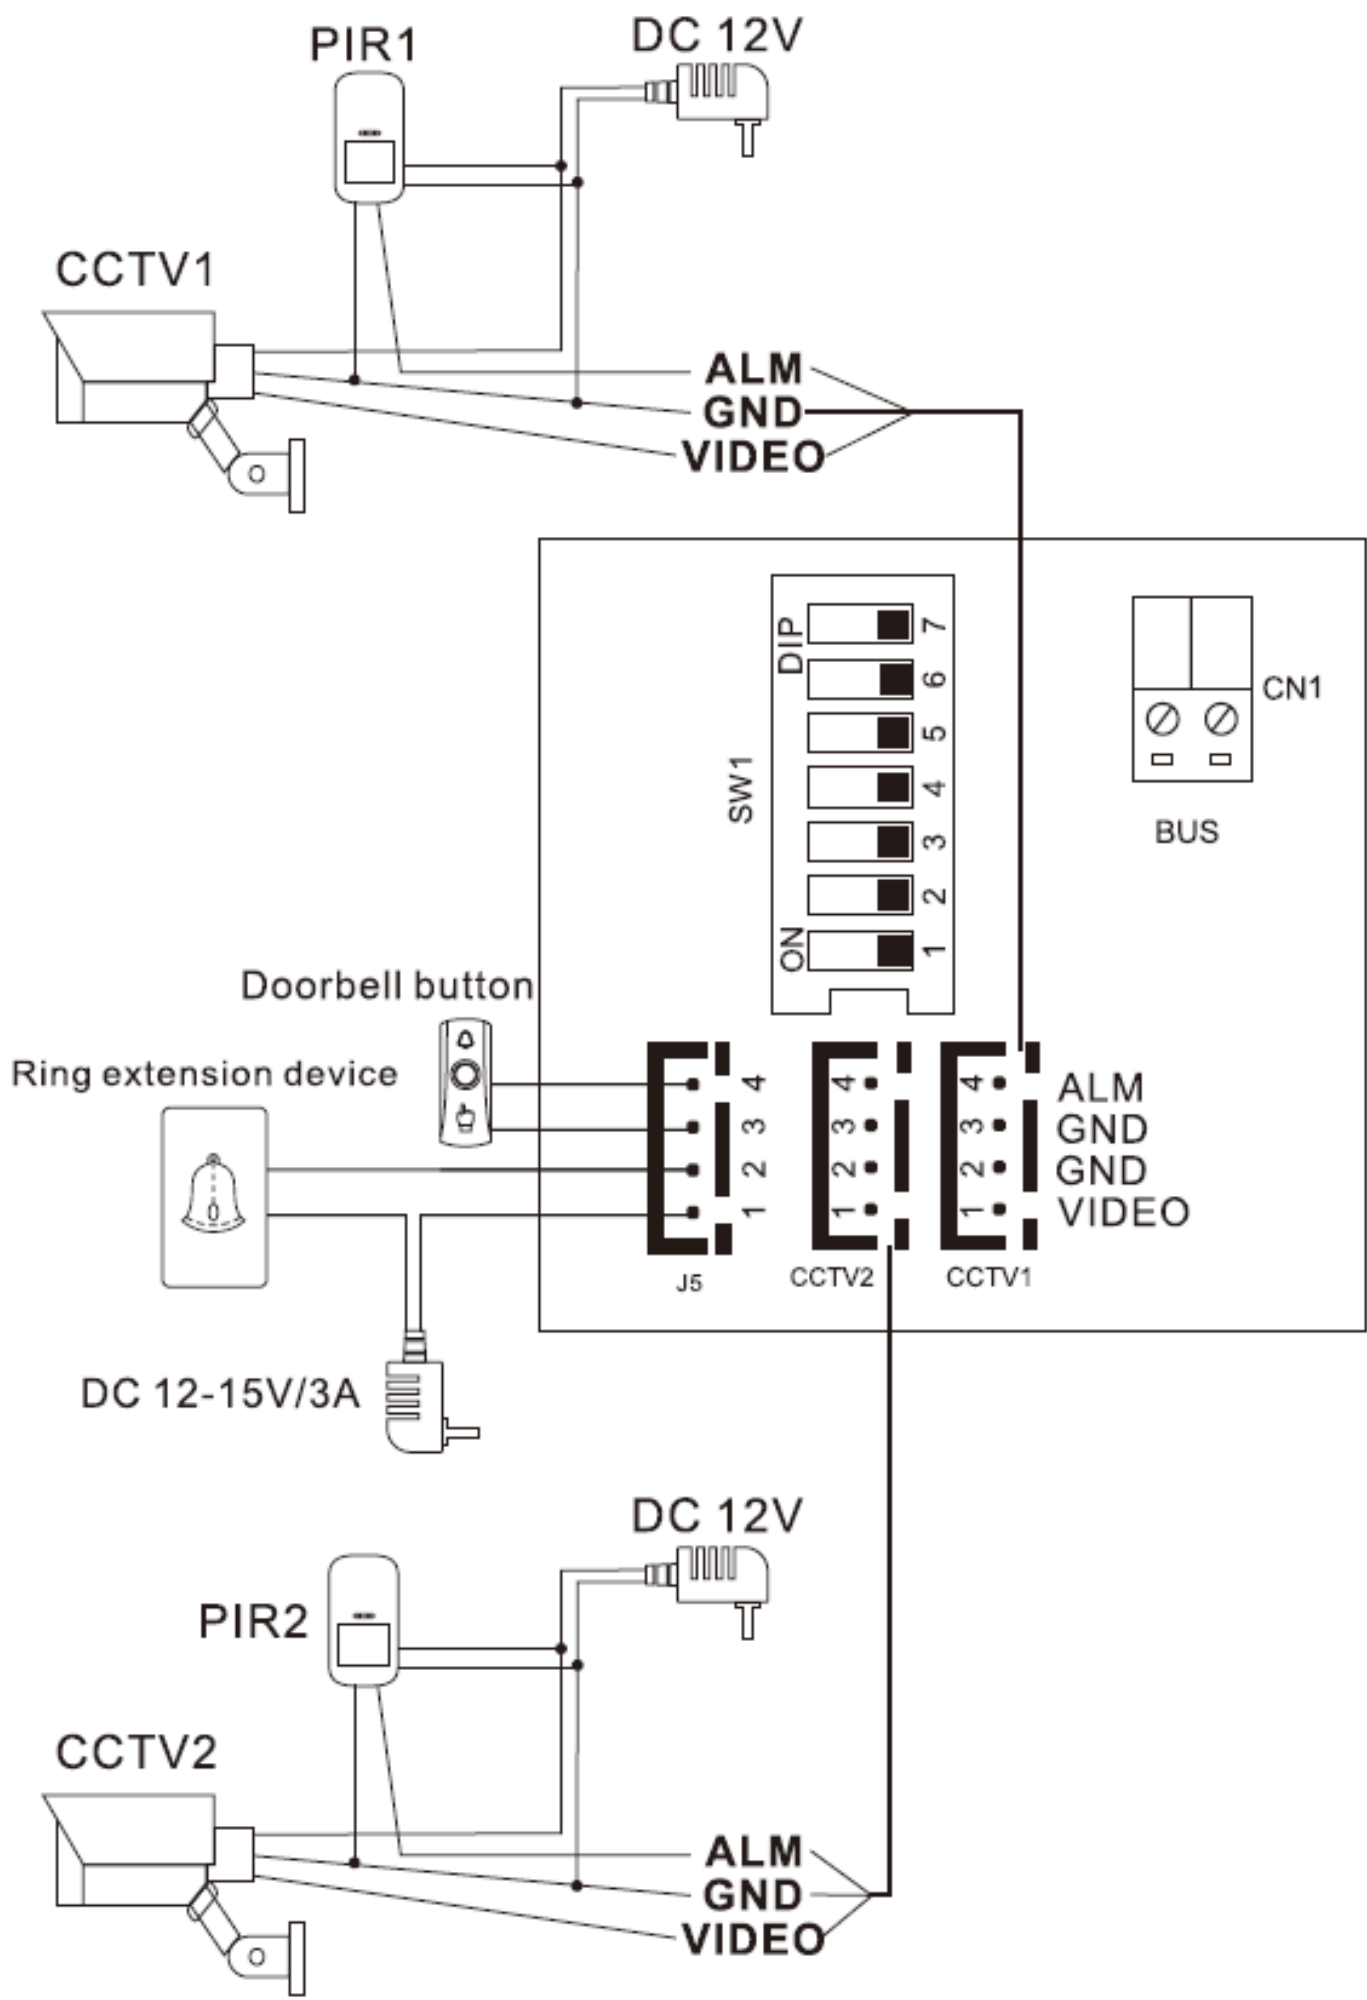 DC 12V
PIR1
CCTV1
ALM
GND
VIDEO
DIP
7
6
5
4
3
2
1
ON
SW1
CN1
BUS
Doorbell button
Ring extension device
4
3
2
1
J5
4
3
2
1
CCTV2
4
3
2
1
CCTV1
ALM
GND
GND
VIDEO
DC 12-15V/3A
DC 12V
PIR2
CCTV2
ALM
GND
VIDEO